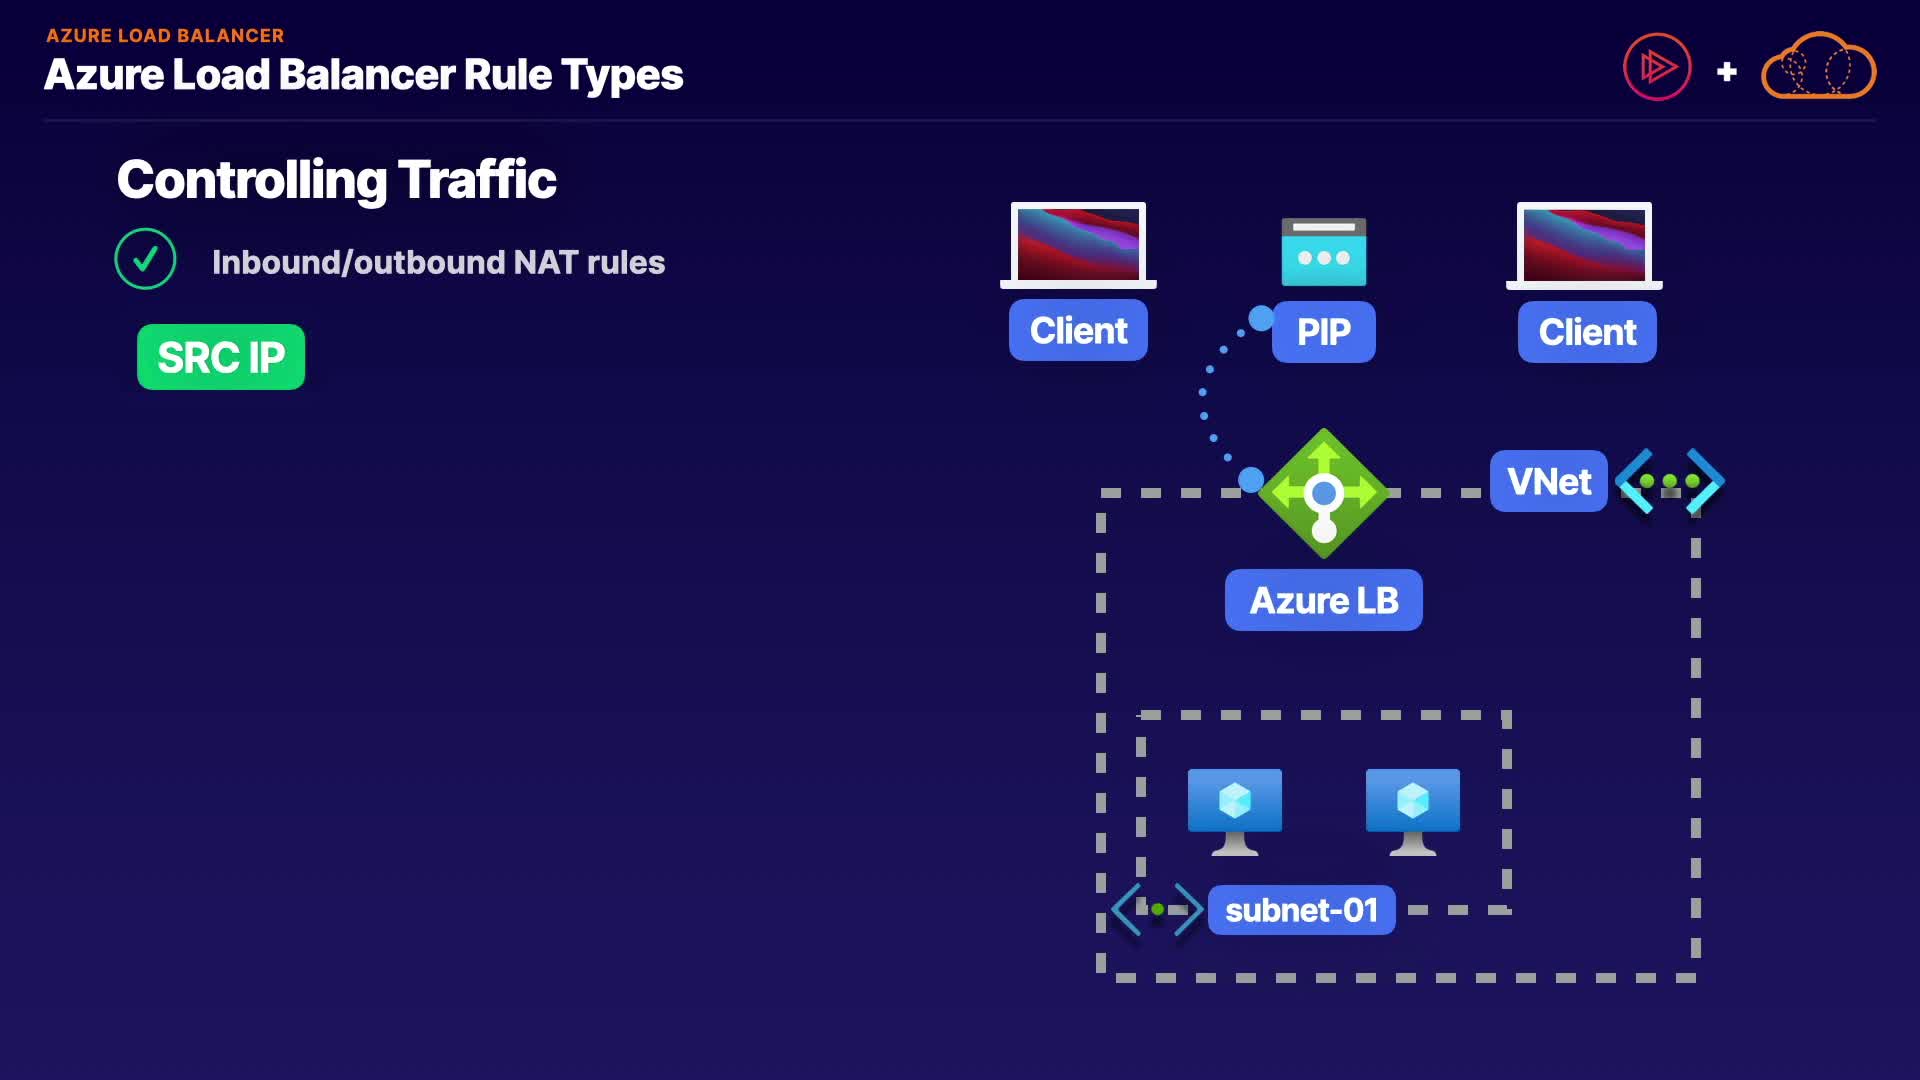 AZURE LOAD BALANCER
Azure Load Balancer Rule Types
Controlling Traffic
Inbound/outbound NAT rules
SRC IP
Client
PIP
Client
VNet
Azure LB
subnet-01